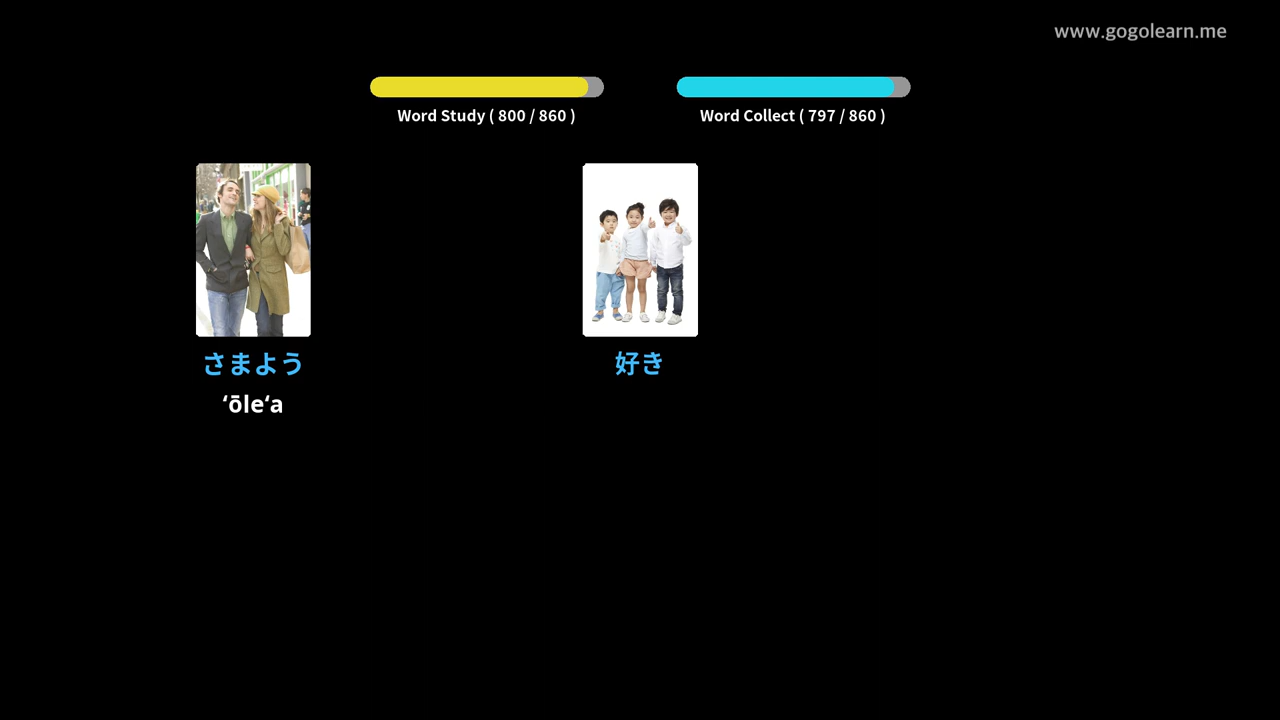 www.gogolearn.me
Word Study ( 800 / 860 )
Word Collect ( 797 / 860 )
さまよう
好き
ʻōleʻa